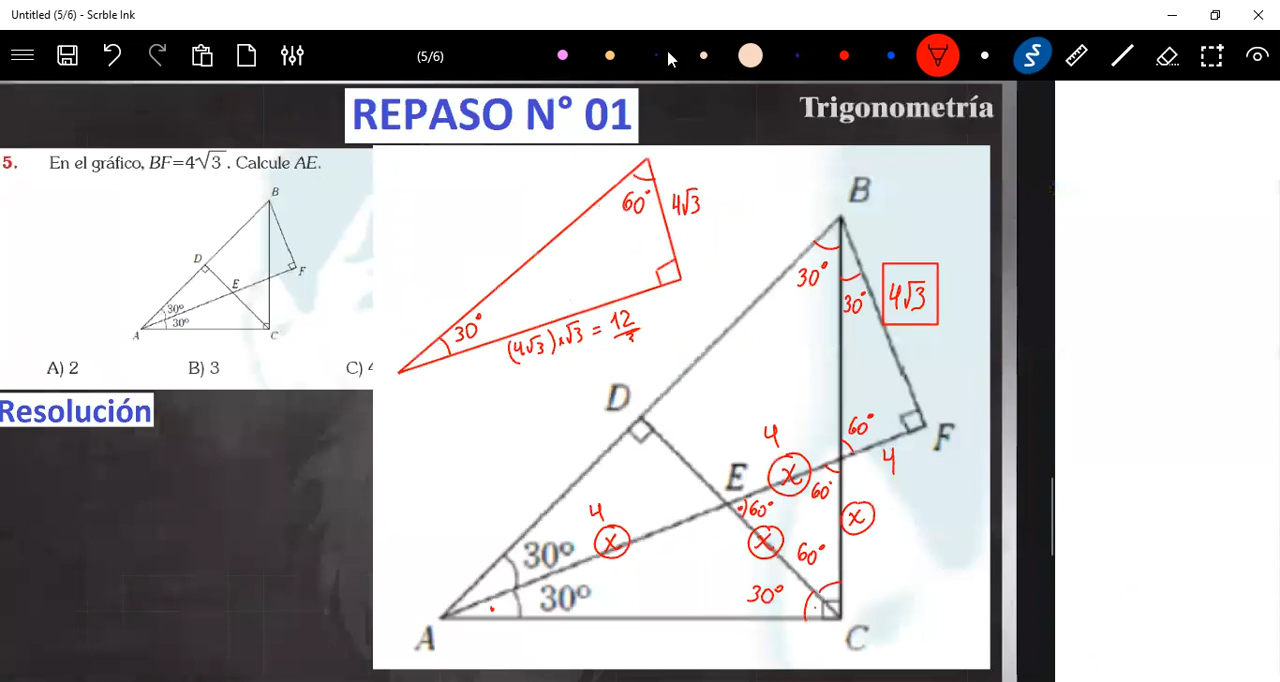 Untitled (5/6) - Scrble Ink
(5/6)
REPASO N° 01
Trigonometría
5. En el gráfico, BF=4√3. Calcule AE.
B
D
F
E
30°
30°
A
C
A) 2 B) 3 C) 4
Resolución
60°
4√3
30°
(4√3)×√3 = 12
B
30°
30°
4√3
D
4
60°
F
E
x
60°
4
4
60°
x
x
x
60°
30°
30°
30°
A
C